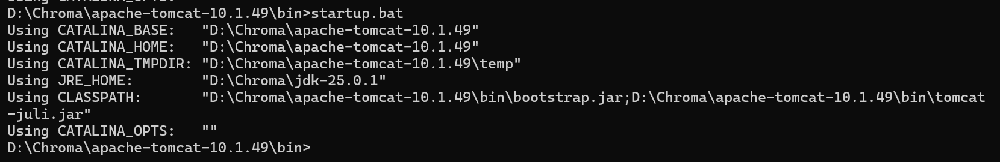 D:\Chroma\apache-tomcat-10.1.49\bin>startup.bat
Using CATALINA_BASE:   "D:\Chroma\apache-tomcat-10.1.49"
Using CATALINA_HOME:   "D:\Chroma\apache-tomcat-10.1.49"
Using CATALINA_TMPDIR: "D:\Chroma\apache-tomcat-10.1.49\temp"
Using JRE_HOME:        "D:\Chroma\jdk-25.0.1"
Using CLASSPATH:       "D:\Chroma\apache-tomcat-10.1.49\bin\bootstrap.jar;D:\Chroma\apache-tomcat-10.1.49\bin\tomcat
-juli.jar"
Using CATALINA_OPTS:   ""
D:\Chroma\apache-tomcat-10.1.49\bin>